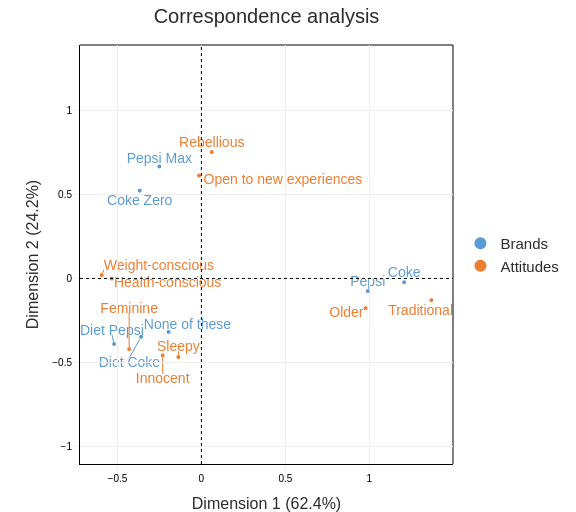 Correspondence analysis
Dimension 2 (24.2%)
1
0.5
0
−0.5
−1
Rebellious
Pepsi Max
Open to new experiences
Coke Zero
Weight-conscious
Health-conscious
Coke
Pepsi
Feminine
Older
Traditional
Diet Pepsi
None of these
Sleepy
Diet Coke
Innocent
Brands
Attitudes
−0.5
0
0.5
1
Dimension 1 (62.4%)